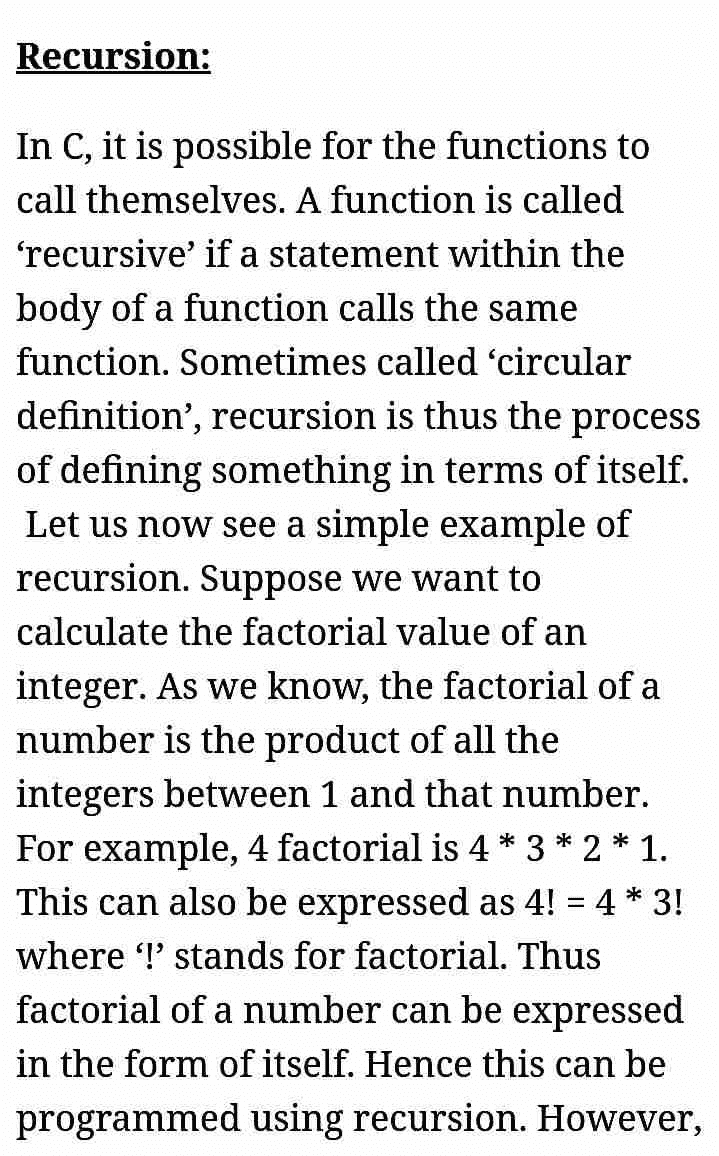 Recursion:
In C, it is possible for the functions to
call themselves. A function is called
‘recursive’ if a statement within the
body of a function calls the same
function. Sometimes called ‘circular
definition’, recursion is thus the process
of defining something in terms of itself.
Let us now see a simple example of
recursion. Suppose we want to
calculate the factorial value of an
integer. As we know, the factorial of a
number is the product of all the
integers between 1 and that number.
For example, 4 factorial is 4 * 3 * 2 * 1.
This can also be expressed as 4! = 4 * 3!
where ‘!’ stands for factorial. Thus
factorial of a number can be expressed
in the form of itself. Hence this can be
programmed using recursion. However,